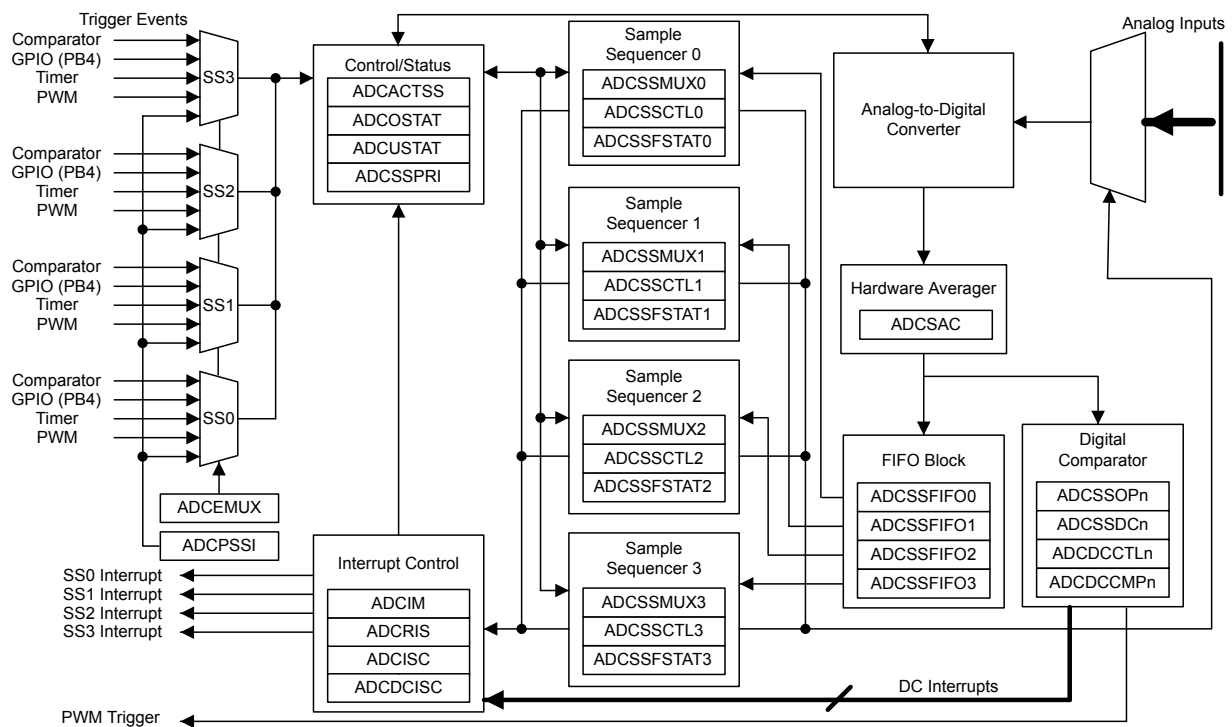 Trigger Events
Comparator
GPIO (PB4)
Timer
PWM
SS3
Comparator
GPIO (PB4)
Timer
PWM
SS2
Comparator
GPIO (PB4)
Timer
PWM
SS1
Comparator
GPIO (PB4)
Timer
PWM
SS0
ADCEMUX
ADCPSSI
SS0 Interrupt
SS1 Interrupt
SS2 Interrupt
SS3 Interrupt
PWM Trigger
Control/Status
ADCACTSS
ADCOSTAT
ADCUSTAT
ADCSSPRI
Interrupt Control
ADCIM
ADCRIS
ADCISC
ADCDCISC
Sample
Sequencer 0
ADCSSMUX0
ADCSSCTL0
ADCSSFSTAT0
Sample
Sequencer 1
ADCSSMUX1
ADCSSCTL1
ADCSSFSTAT1
Sample
Sequencer 2
ADCSSMUX2
ADCSSCTL2
ADCSSFSTAT2
Sample
Sequencer 3
ADCSSMUX3
ADCSSCTL3
ADCSSFSTAT3
Analog-to-Digital
Converter
Analog Inputs
Hardware Averager
ADCSAC
FIFO Block
ADCSSFIFO0
ADCSSFIFO1
ADCSSFIFO2
ADCSSFIFO3
Digital
Comparator
ADCSSOPn
ADCSSDCn
ADCDCCTLn
ADCDCCMPn
DC Interrupts